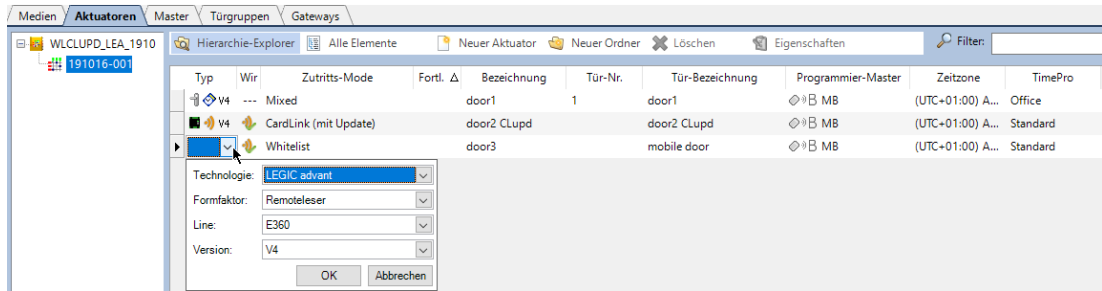 Medien Aktuatoren Master Türgruppen Gateways
WLCLUPD_LEA_1910
191016-001
Hierarchie-Explorer Alle Elemente Neuer Aktuator Neuer Ordner Löschen Eigenschaften Filter:
Typ Wir Zutritts-Mode Fortl. Δ Bezeichnung Tür-Nr. Tür-Bezeichnung Programmier-Master Zeitzone TimePro
V4 --- Mixed door1 1 door1 MB (UTC+01:00) A... Office
V4 CardLink (mit Update) door2 CLupd door2 CLupd MB (UTC+01:00) A... Standard
Whitelist door3 mobile door MB (UTC+01:00) A... Standard
Technologie: LEGIC advant
Formfaktor: Remoteleser
Line: E360
Version: V4
OK Abbrechen